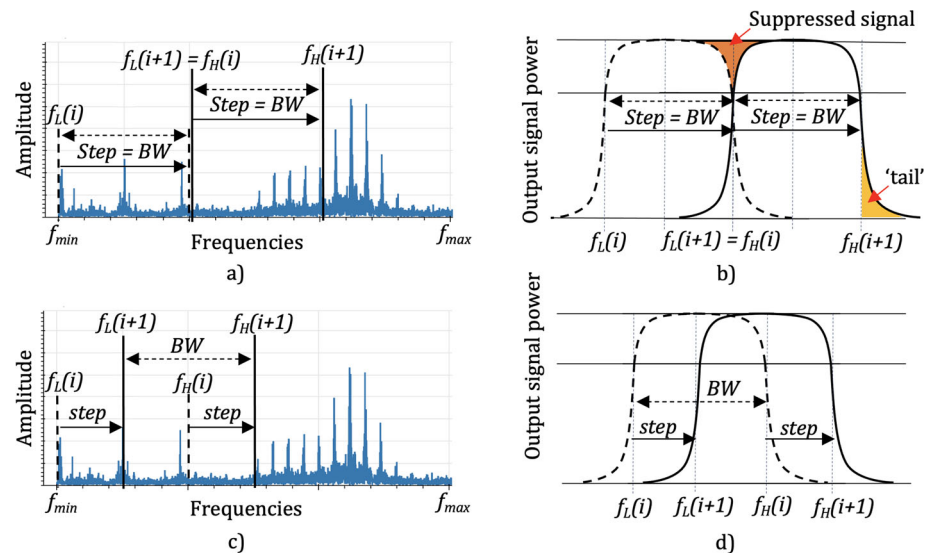 f_L(i+1) = f_H(i)
f_H(i+1)
f_L(i)
Step = BW
Step = BW
Amplitude
f_min
Frequencies
f_max
a)
Suppressed signal
Step = BW
Step = BW
'tail'
Output signal power
f_L(i)
f_L(i+1) = f_H(i)
f_H(i+1)
b)
f_L(i+1)
f_H(i+1)
BW
f_L(i)
f_H(i)
step
step
Amplitude
f_min
Frequencies
f_max
c)
BW
step
step
Output signal power
f_L(i)
f_L(i+1)
f_H(i)
f_H(i+1)
d)